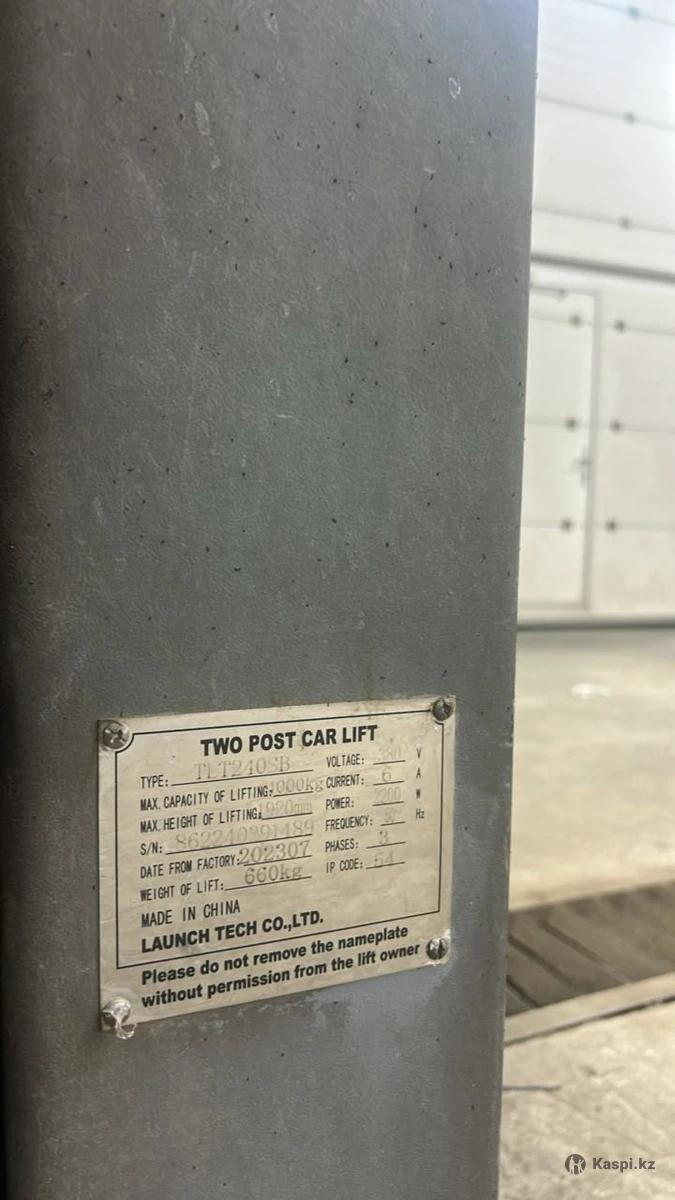 TWO POST CAR LIFT
TYPE: TLT240SB
VOLTAGE: 380 V
MAX. CAPACITY OF LIFTING: 4000kg
CURRENT: 6 A
MAX. HEIGHT OF LIFTING: 1920mm
POWER: 2200 W
S/N:
FREQUENCY: Hz
DATE FROM FACTORY: 202307
PHASES: 3
WEIGHT OF LIFT: 660kg
IP CODE: 54
MADE IN CHINA
LAUNCH TECH CO.,LTD.
Please do not remove the nameplate
without permission from the lift owner
Kaspi.kz